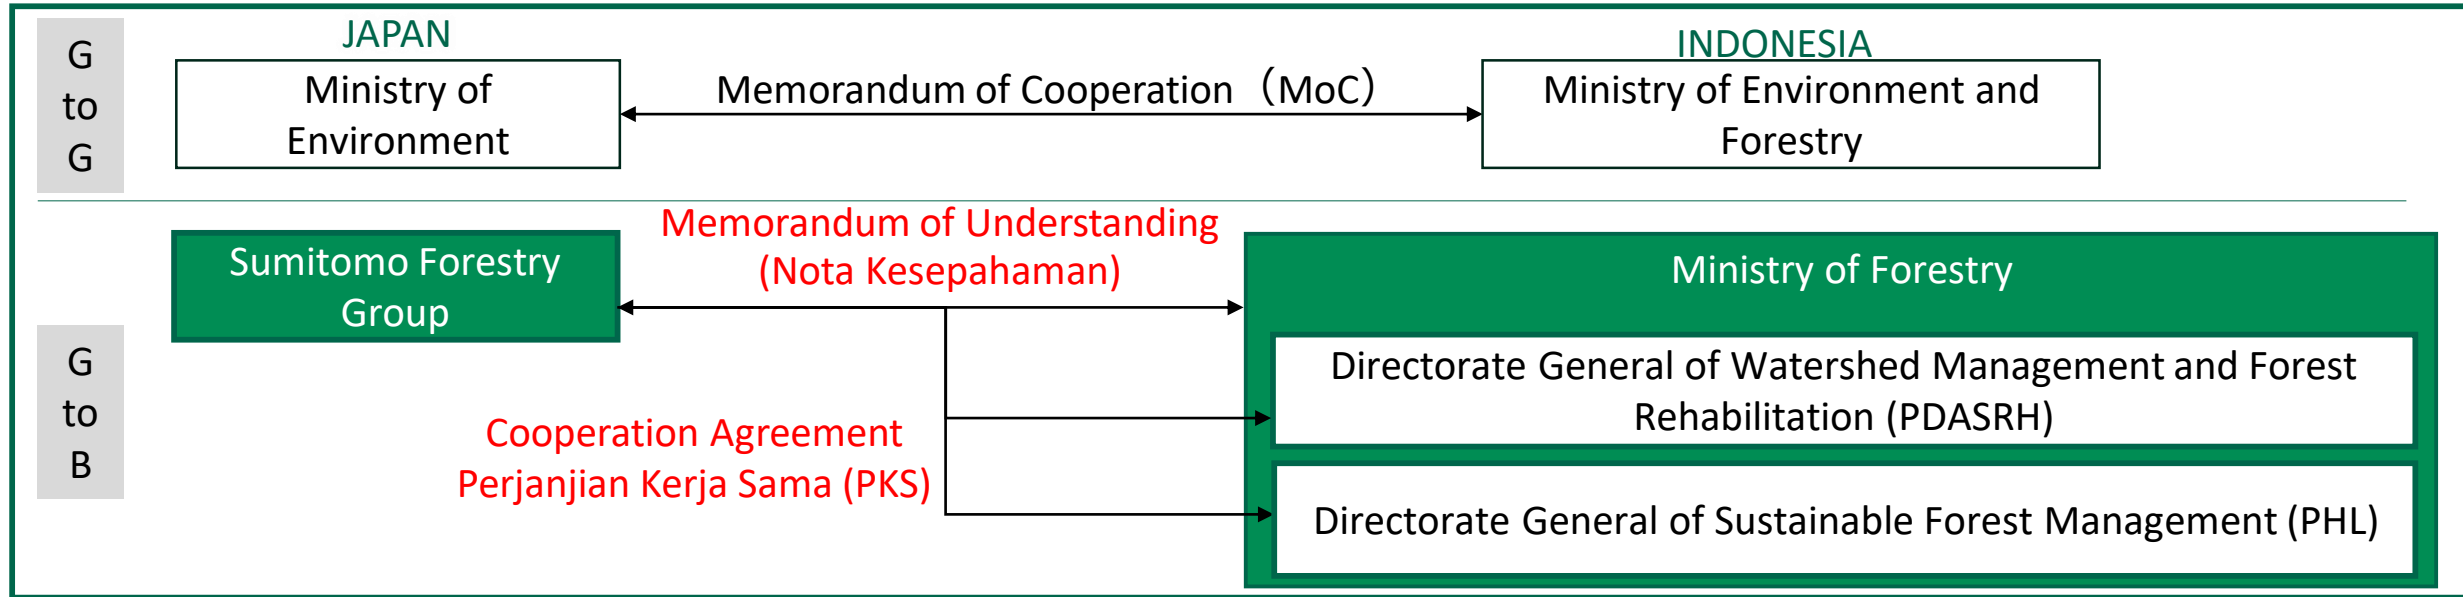 G
to
G
JAPAN
Ministry of
Environment
Memorandum of Cooperation（MoC）
INDONESIA
Ministry of Environment and
Forestry
G
to
B
Sumitomo Forestry
Group
Memorandum of Understanding
(Nota Kesepahaman)
Cooperation Agreement
Perjanjian Kerja Sama (PKS)
Ministry of Forestry
Directorate General of Watershed Management and Forest
Rehabilitation (PDASRH)
Directorate General of Sustainable Forest Management (PHL)